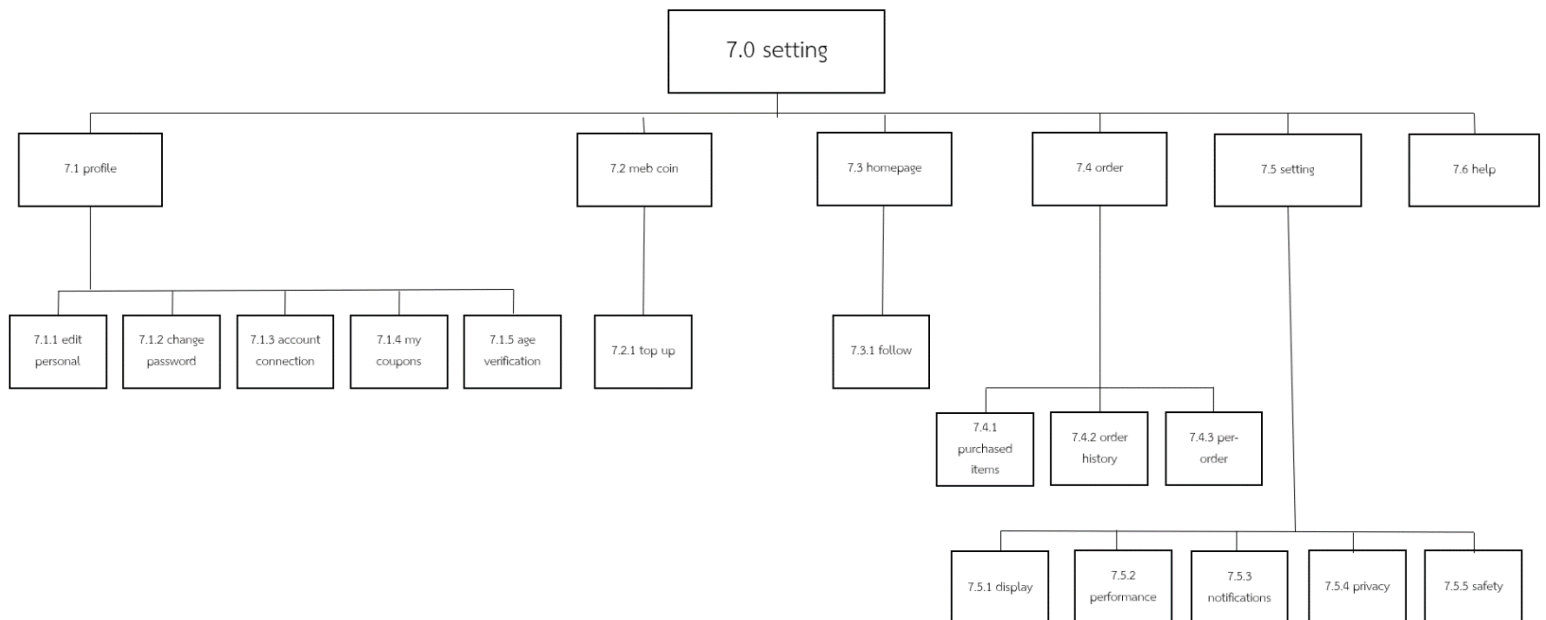 7.0 setting
7.1 profile
7.2 meb coin
7.3 homepage
7.4 order
7.5 setting
7.6 help
7.1.1 edit
personal
7.1.2 change
password
7.1.3 account
connection
7.1.4 my
coupons
7.1.5 age
verification
7.2.1 top up
7.3.1 follow
7.4.1
purchased
items
7.4.2 order
history
7.4.3 per-
order
7.5.1 display
7.5.2
performance
7.5.3
notifications
7.5.4 privacy
7.5.5 safety